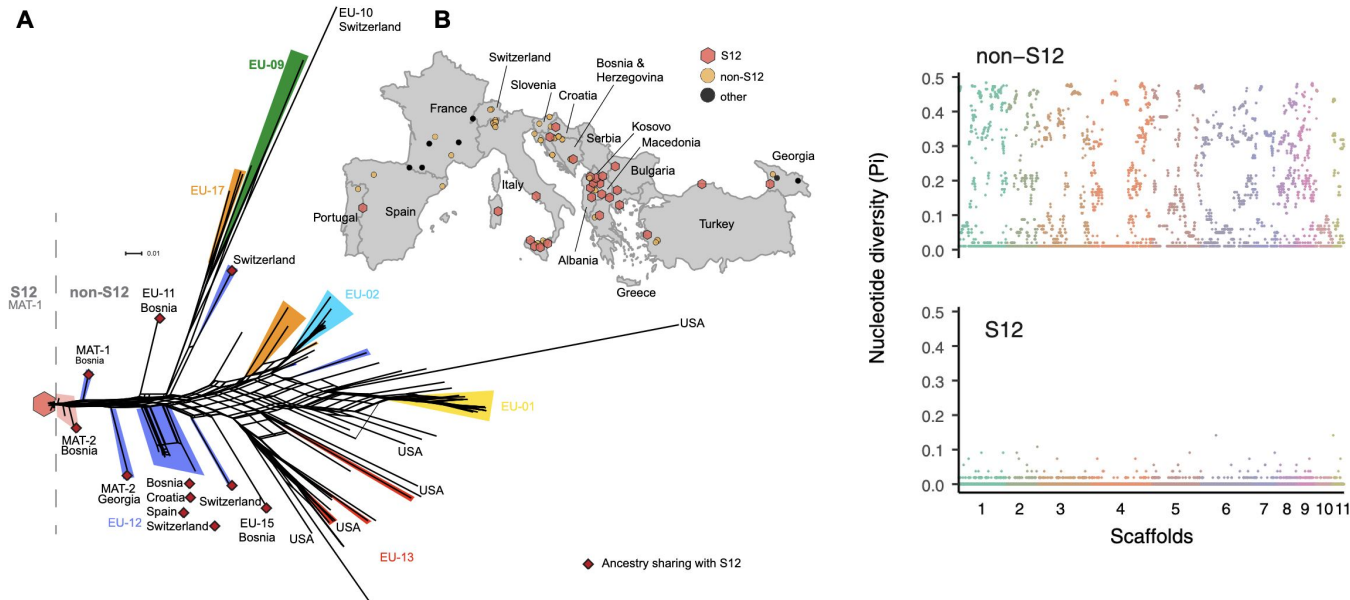 A
EU-10
Switzerland
EU-09
EU-17
0.01
Switzerland
S12
MAT-1
non-S12
EU-11
Bosnia
EU-02
USA
MAT-1
Bosnia
EU-01
MAT-2
Bosnia
USA
MAT-2
Georgia
EU-12
Bosnia
Croatia
Spain
Switzerland
Switzerland
EU-15
Bosnia
USA
USA
USA
EU-13
Ancestry sharing with S12
B
Switzerland
Bosnia &
Herzegovina
S12
non-S12
other
Slovenia
Croatia
France
Serbia
Kosovo
Macedonia
Georgia
Bulgaria
Italy
Portugal
Spain
Turkey
Albania
Greece
non-S12
0.5
0.4
0.3
0.2
0.1
0.0
Nucleotide diversity (Pi)
S12
0.5
0.4
0.3
0.2
0.1
0.0
1 2 3 4 5 6 7 8 9 10 11
Scaffolds